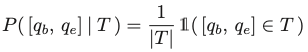 P( [q_b, q_e] | T ) = \frac{1}{|T|} 𝟙( [q_b, q_e] ∈ T )